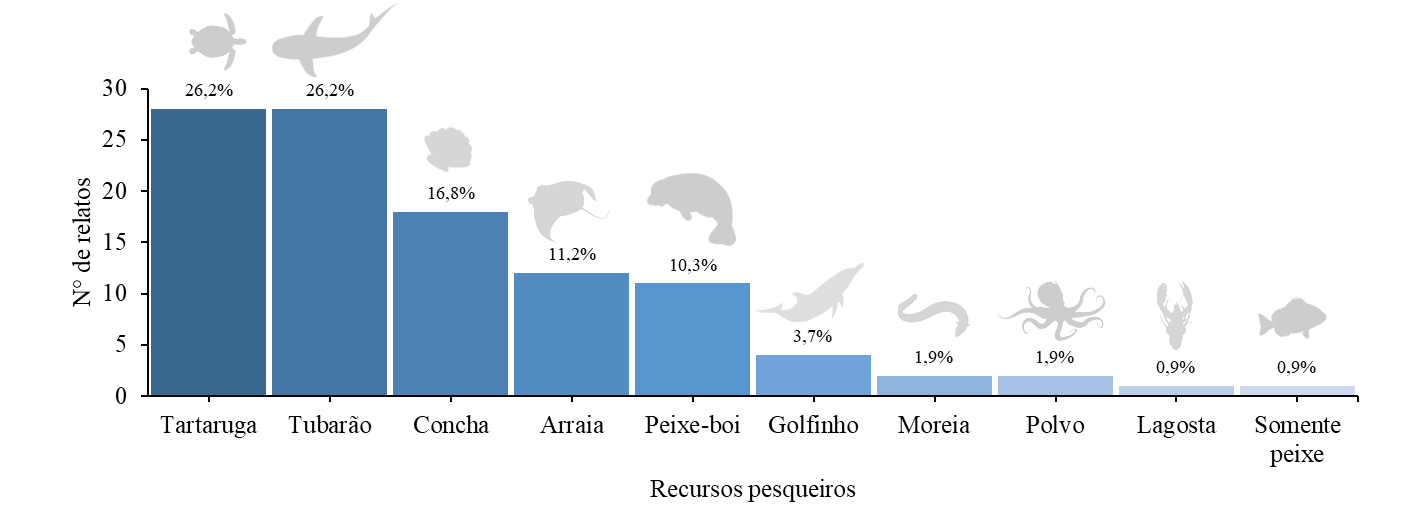 26,2%
26,2%
16,8%
11,2%
10,3%
3,7%
1,9%
1,9%
0,9%
0,9%
30
25
20
15
10
5
0
N° de relatos
Tartaruga
Tubarão
Concha
Arraia
Peixe-boi
Golfinho
Moreia
Polvo
Lagosta
Somente
peixe
Recursos pesqueiros